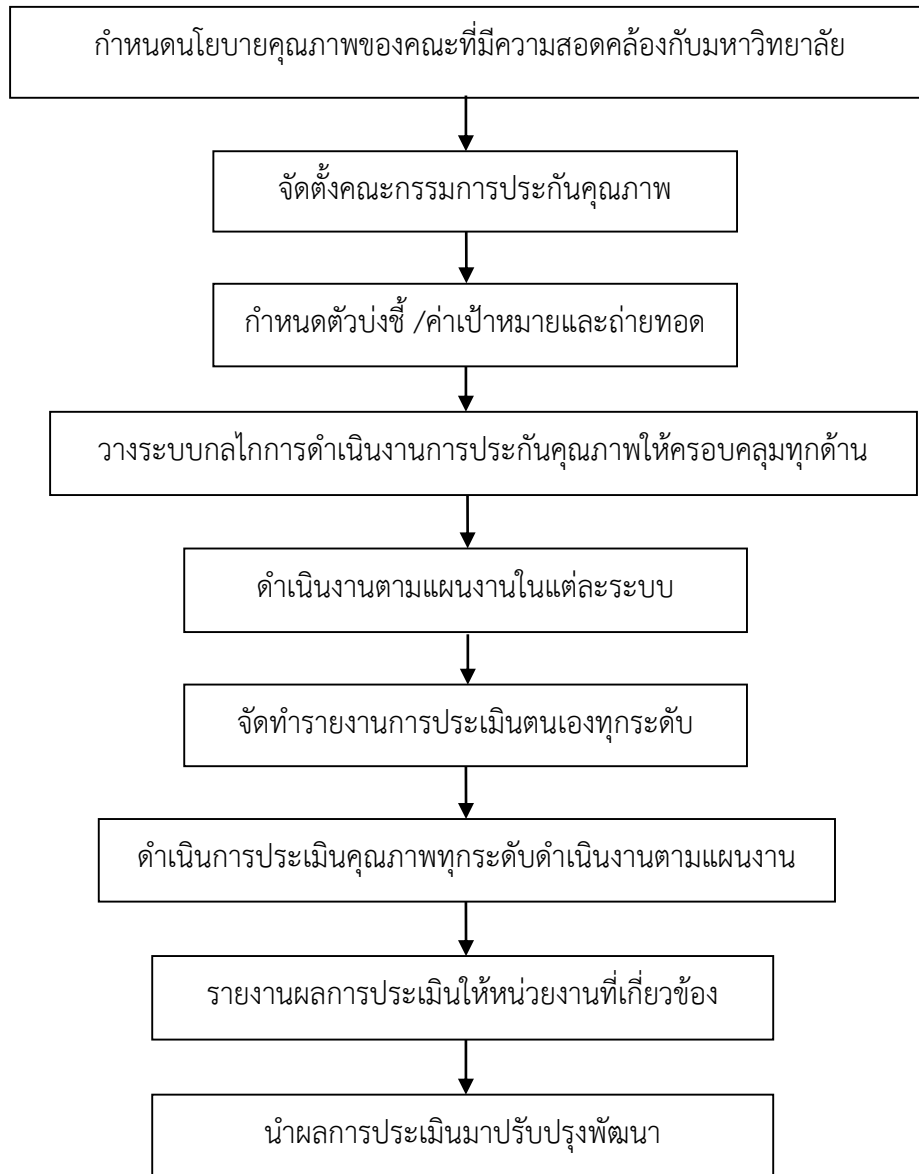 กำหนดนโยบายคุณภาพของคณะที่มีความสอดคล้องกับมหาวิทยาลัย
จัดตั้งคณะกรรมการประกันคุณภาพ
กำหนดตัวบ่งชี้ /ค่าเป้าหมายและถ่ายทอด
วางระบบกลไกการดำเนินงานการประกันคุณภาพให้ครอบคลุมทุกด้าน
ดำเนินงานตามแผนงานในแต่ละระบบ
จัดทำรายงานการประเมินตนเองทุกระดับ
ดำเนินการประเมินคุณภาพทุกระดับดำเนินงานตามแผนงาน
รายงานผลการประเมินให้หน่วยงานที่เกี่ยวข้อง
นำผลการประเมินมาปรับปรุงพัฒนา